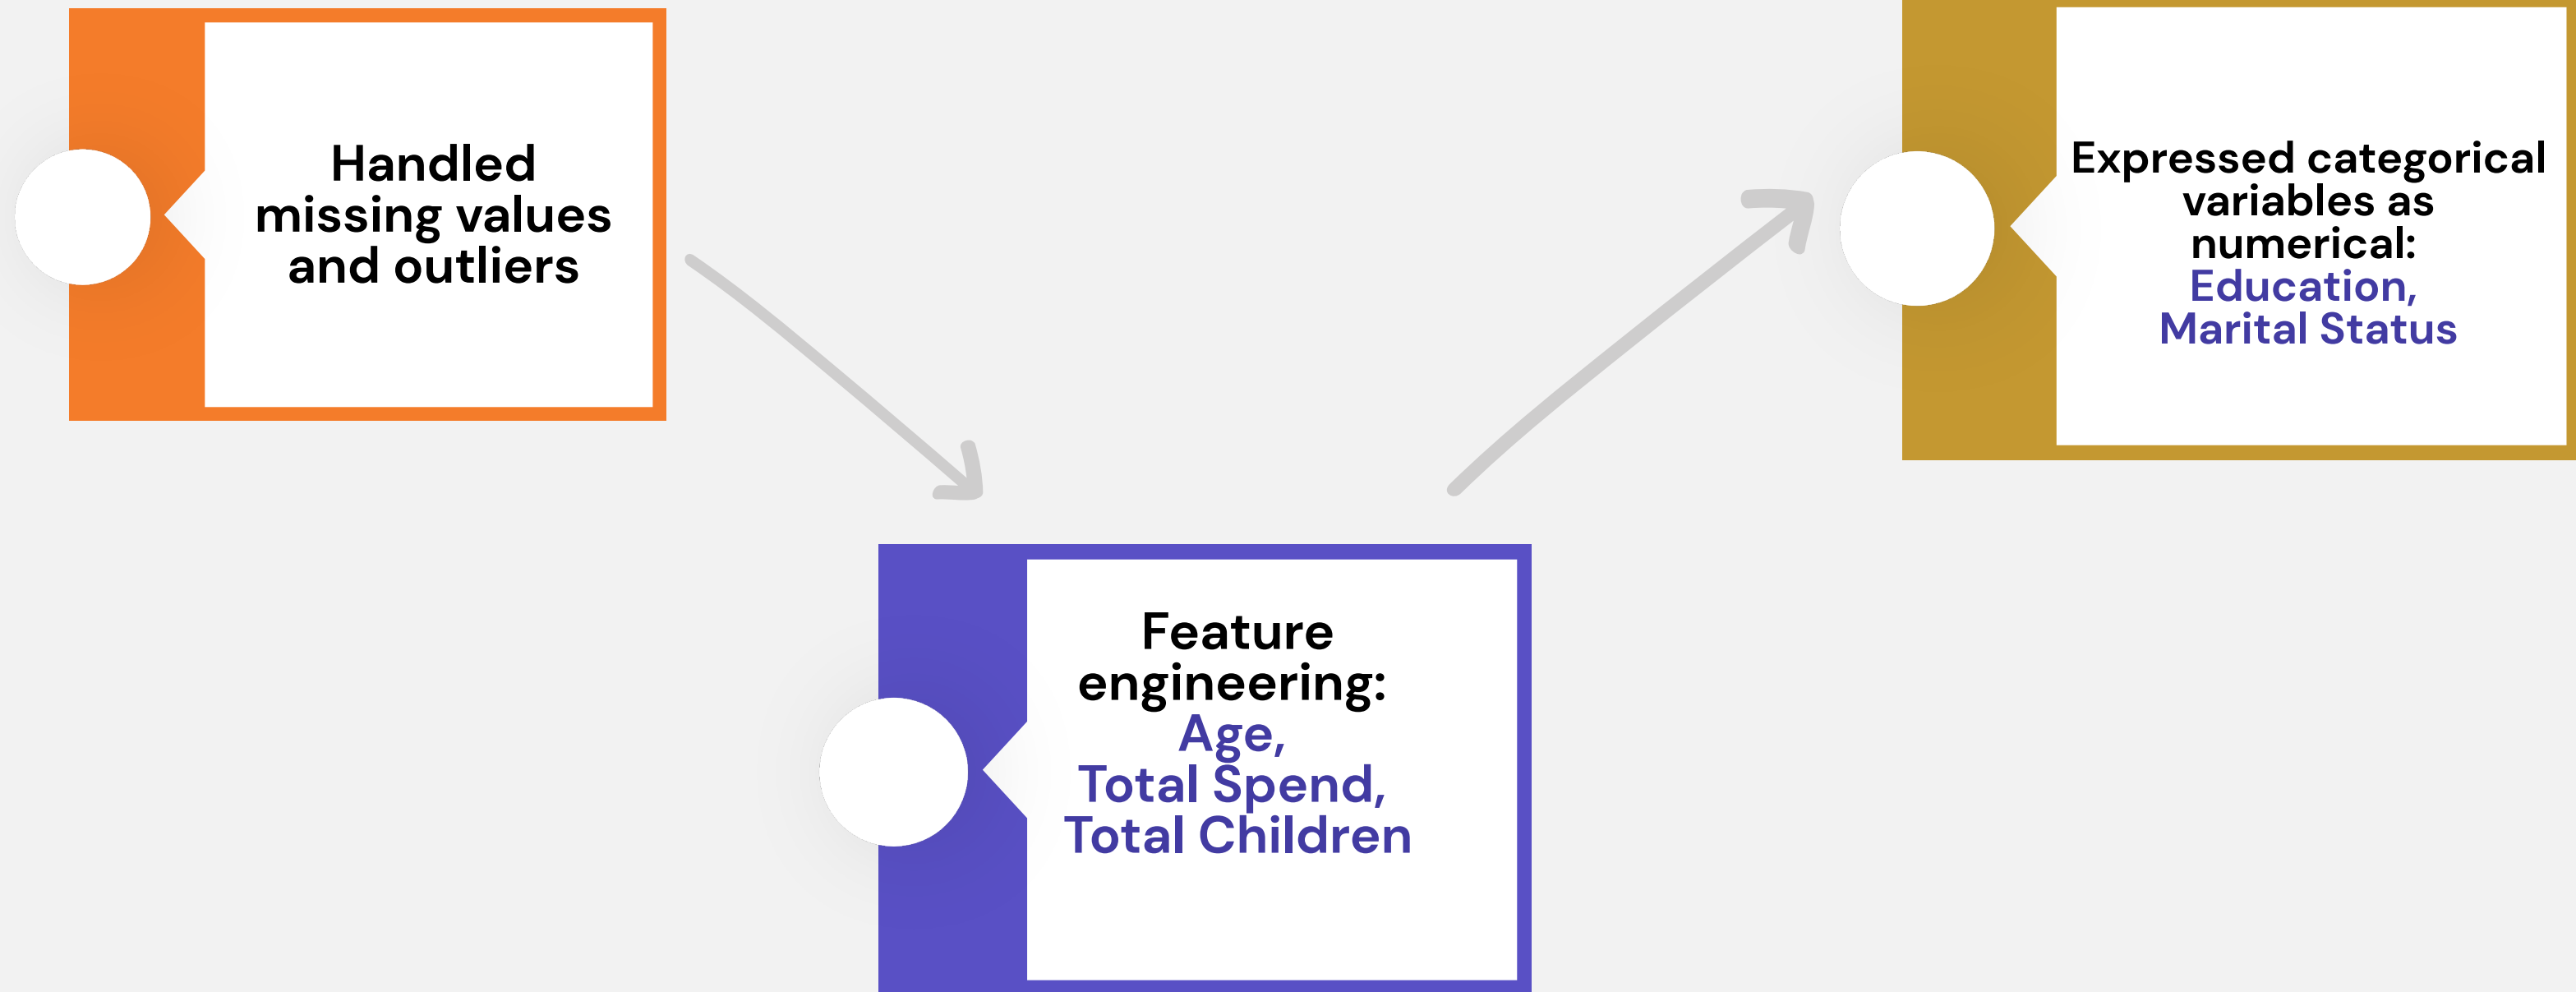 Handled
missing values
and outliers
Feature
engineering:
Age,
Total Spend,
Total Children
Expressed categorical
variables as
numerical:
Education,
Marital Status